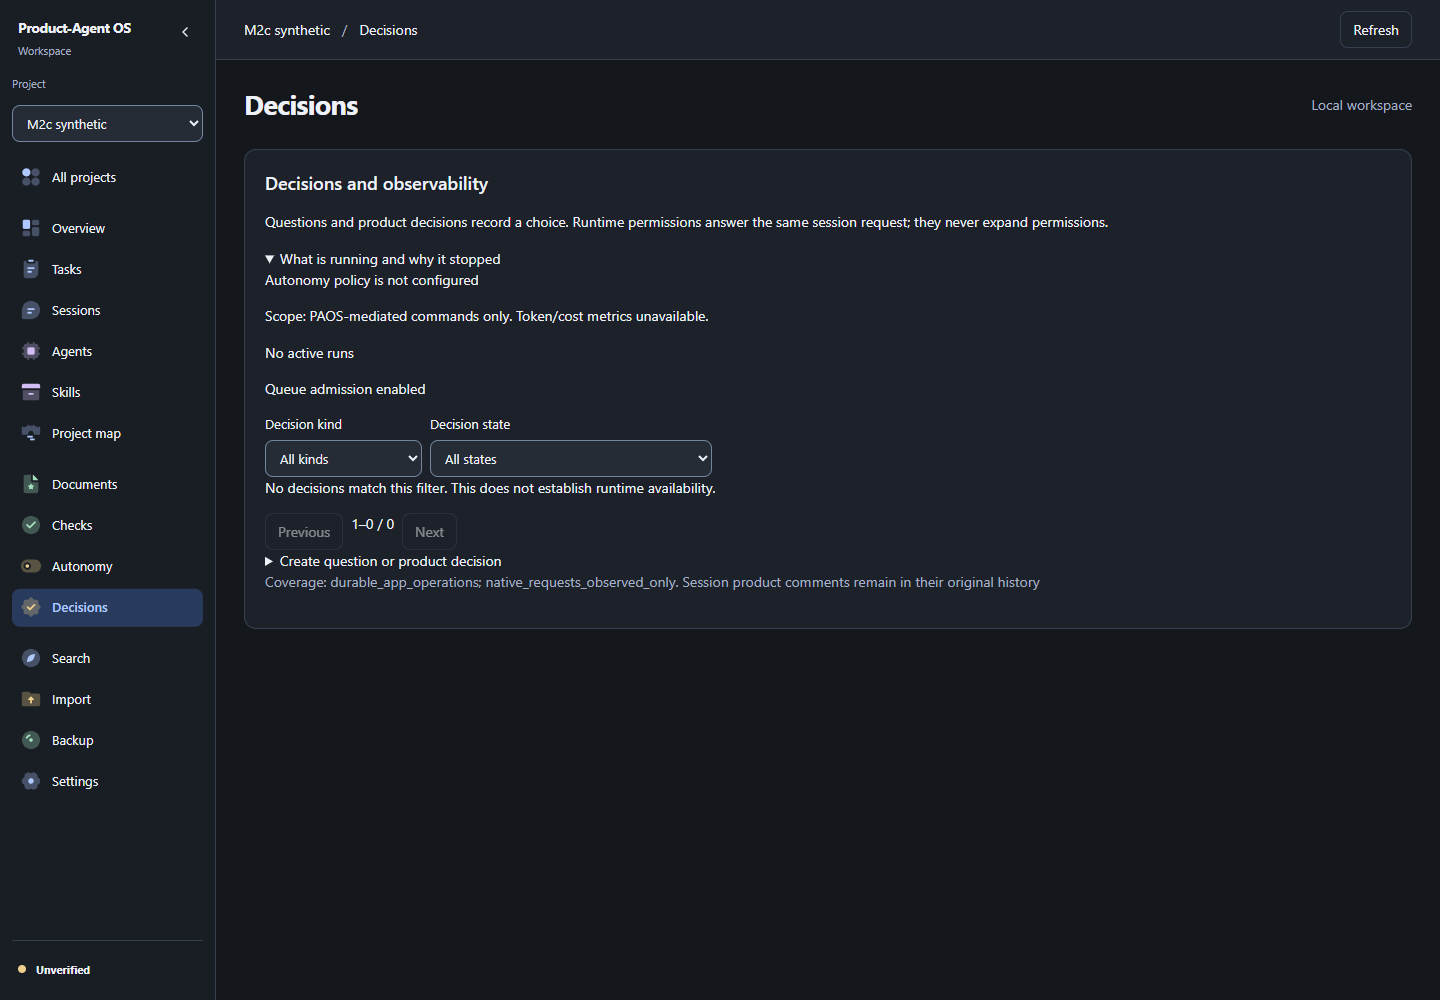 Product-Agent OS
Workspace
Project
M2c synthetic
All projects
Overview
Tasks
Sessions
Agents
Skills
Project map
Documents
Checks
Autonomy
Decisions
Search
Import
Backup
Settings
Unverified
M2c synthetic / Decisions
Refresh
Decisions
Local workspace
Decisions and observability
Questions and product decisions record a choice. Runtime permissions answer the same session request; they never expand permissions.
What is running and why it stopped
Autonomy policy is not configured
Scope: PAOS-mediated commands only. Token/cost metrics unavailable.
No active runs
Queue admission enabled
Decision kind Decision state
All kinds All states
No decisions match this filter. This does not establish runtime availability.
Previous 1–0 / 0 Next
Create question or product decision
Coverage: durable_app_operations; native_requests_observed_only. Session product comments remain in their original history